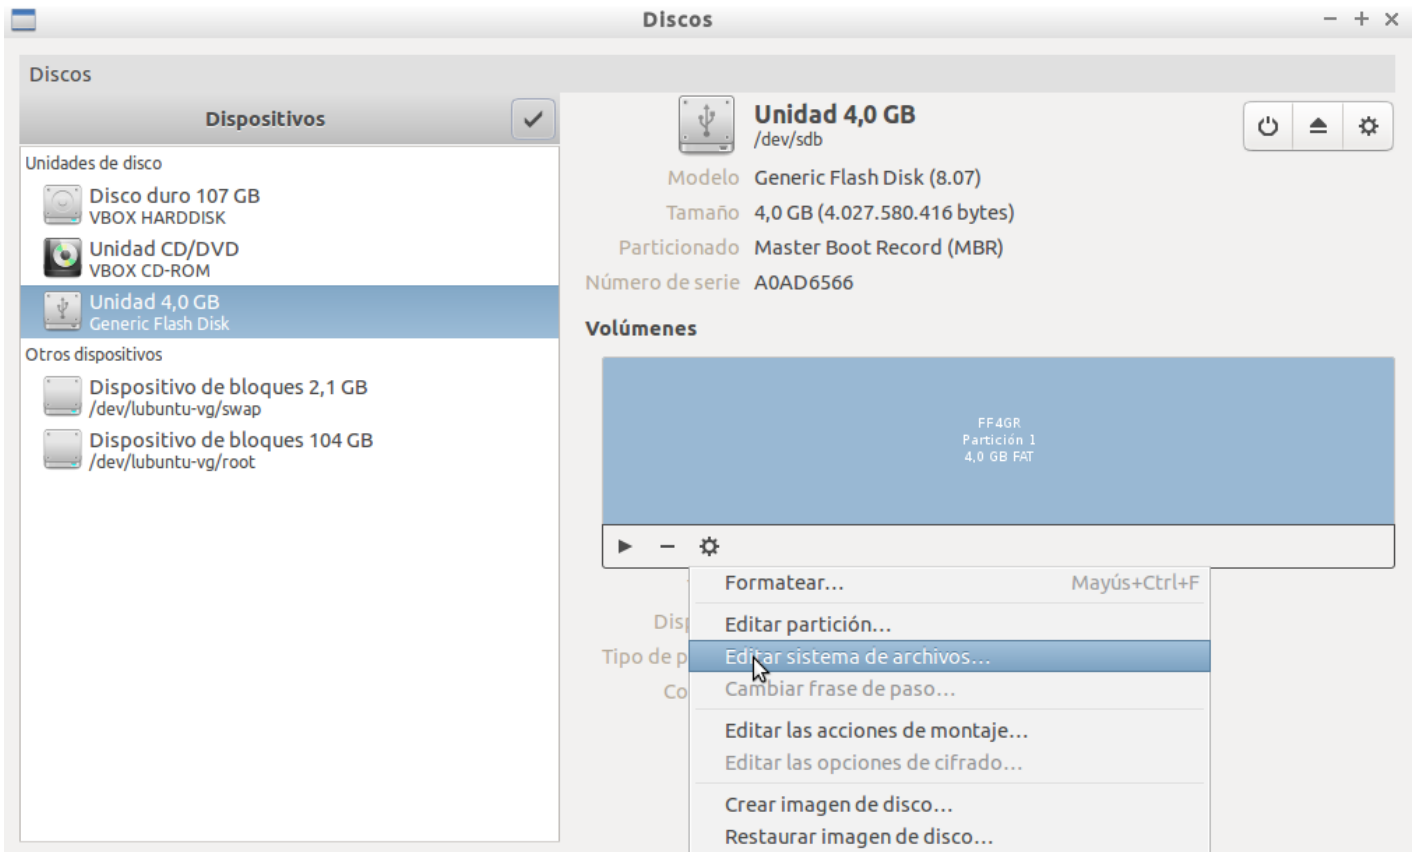 Discos
Discos
Dispositivos
Unidades de disco
Disco duro 107 GB
VBOX HARDDISK
Unidad CD/DVD
VBOX CD-ROM
Unidad 4,0 GB
Generic Flash Disk
Otros dispositivos
Dispositivo de bloques 2,1 GB
/dev/lubuntu-vg/swap
Dispositivo de bloques 104 GB
/dev/lubuntu-vg/root
Unidad 4,0 GB
/dev/sdb
Modelo Generic Flash Disk (8.07)
Tamaño 4,0 GB (4.027.580.416 bytes)
Particionado Master Boot Record (MBR)
Número de serie A0AD6566
Volúmenes
FF4GR
Partición 1
4,0 GB FAT
Formatear... Mayús+Ctrl+F
Editar partición...
Tipo de p
Editar sistema de archivos...
Co
Cambiar frase de paso...
Editar las acciones de montaje...
Editar las opciones de cifrado...
Crear imagen de disco...
Restaurar imagen de disco...